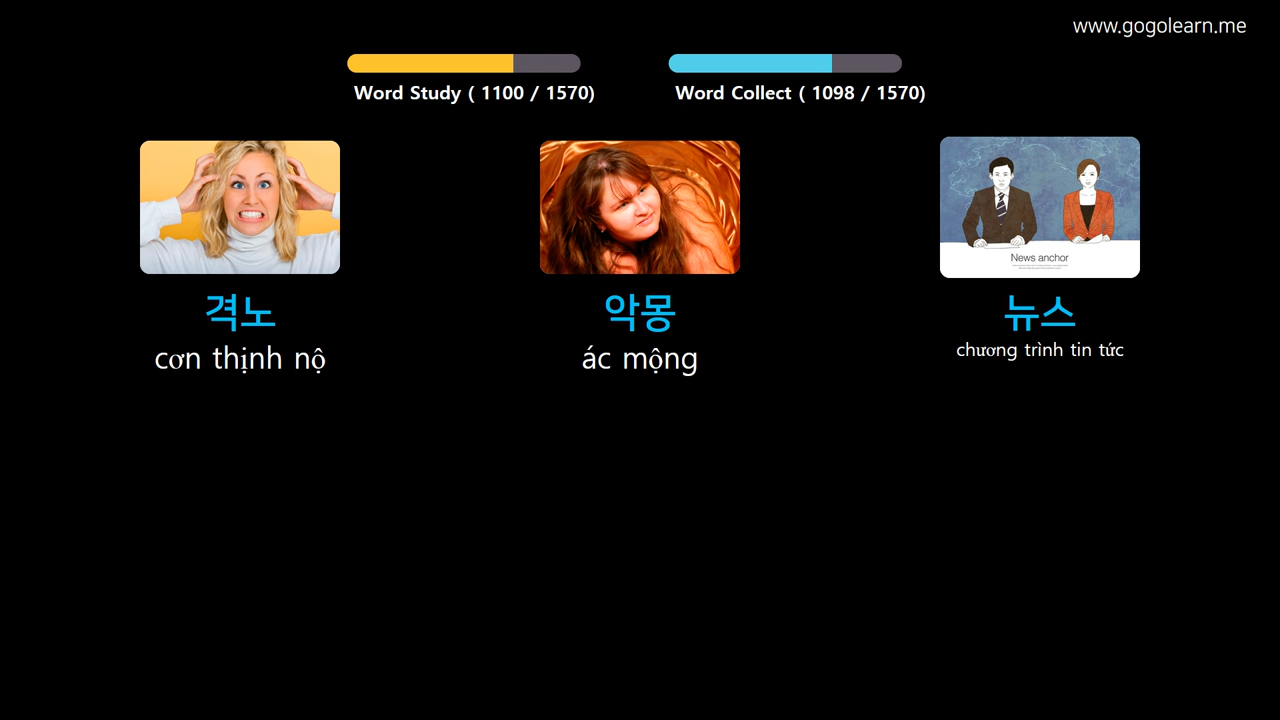 www.gogolearn.me
Word Study ( 1100 / 1570)
Word Collect ( 1098 / 1570)
News anchor
격노
악몽
뉴스
cơn thịnh nộ
ác mộng
chương trình tin tức